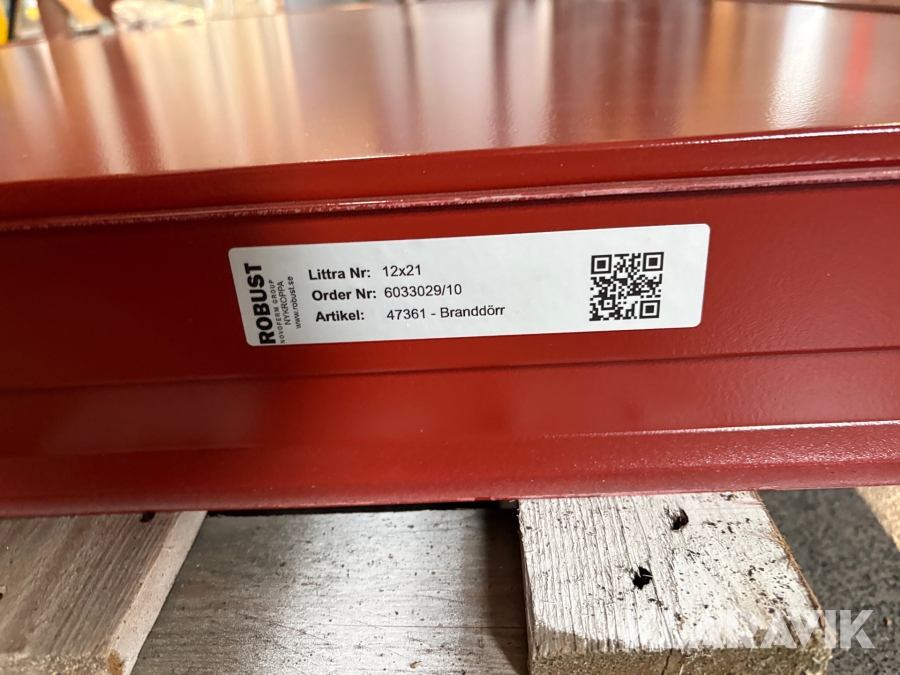 ROBUST
NOVOFERM GROUP
NYKROPPA
www.robust.se
Littra Nr: 12x21
Order Nr: 6033029/10
Artikel: 47361 - Branddörr